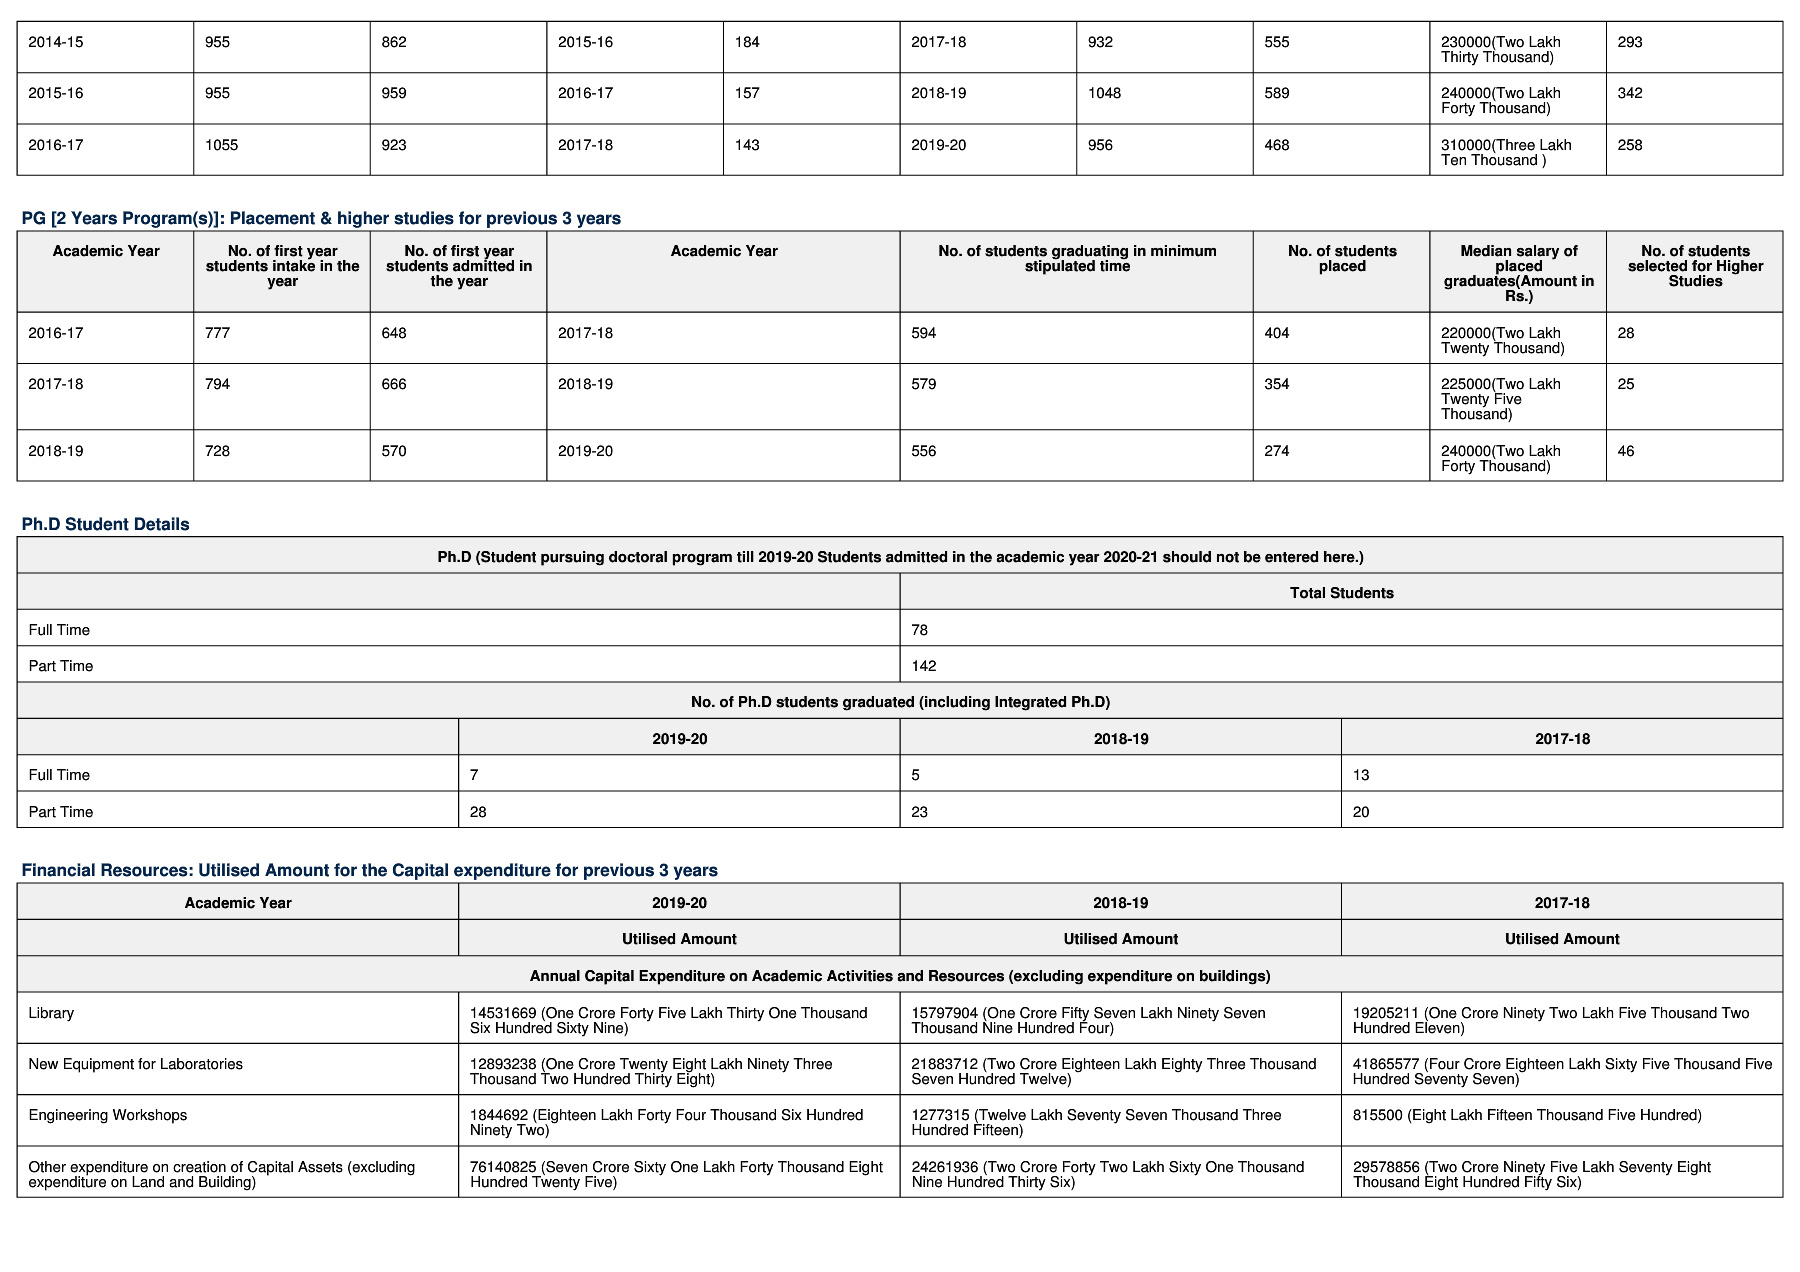 2014-15 955 862 2015-16 184 2017-18 932 555 230000(Two Lakh 293
Thirty Thousand)
2015-16 955 959 2016-17 157 2018-19 1048 589 240000(Two Lakh 342
Forty Thousand)
2016-17 1055 923 2017-18 143 2019-20 956 468 310000(Three Lakh 258
Ten Thousand )
PG [2 Years Program(s)]: Placement & higher studies for previous 3 years
Academic Year No. of first year No. of first year Academic Year No. of students graduating in minimum No. of students Median salary of No. of students
students intake in the students admitted in stipulated time placed placed selected for Higher
year the year graduates(Amount in Studies
Rs.)
2016-17 777 648 2017-18 594 404 220000(Two Lakh 28
Twenty Thousand)
2017-18 794 666 2018-19 579 354 225000(Two Lakh 25
Twenty Five
Thousand)
2018-19 728 570 2019-20 556 274 240000(Two Lakh 46
Forty Thousand)
Ph.D Student Details
Ph.D (Student pursuing doctoral program till 2019-20 Students admitted in the academic year 2020-21 should not be entered here.)
Total Students
Full Time 78
Part Time 142
No. of Ph.D students graduated (including Integrated Ph.D)
2019-20 2018-19 2017-18
Full Time 7 5 13
Part Time 28 23 20
Financial Resources: Utilised Amount for the Capital expenditure for previous 3 years
Academic Year 2019-20 2018-19 2017-18
Utilised Amount Utilised Amount Utilised Amount
Annual Capital Expenditure on Academic Activities and Resources (excluding expenditure on buildings)
Library 14531669 (One Crore Forty Five Lakh Thirty One Thousand 15797904 (One Crore Fifty Seven Lakh Ninety Seven 19205211 (One Crore Ninety Two Lakh Five Thousand Two
Six Hundred Sixty Nine) Thousand Nine Hundred Four) Hundred Eleven)
New Equipment for Laboratories 12893238 (One Crore Twenty Eight Lakh Ninety Three 21883712 (Two Crore Eighteen Lakh Eighty Three Thousand 41865577 (Four Crore Eighteen Lakh Sixty Five Thousand Five
Thousand Two Hundred Thirty Eight) Seven Hundred Twelve) Hundred Seventy Seven)
Engineering Workshops 1844692 (Eighteen Lakh Forty Four Thousand Six Hundred 1277315 (Twelve Lakh Seventy Seven Thousand Three 815500 (Eight Lakh Fifteen Thousand Five Hundred)
Ninety Two) Hundred Fifteen)
Other expenditure on creation of Capital Assets (excluding 76140825 (Seven Crore Sixty One Lakh Forty Thousand Eight 24261936 (Two Crore Forty Two Lakh Sixty One Thousand 29578856 (Two Crore Ninety Five Lakh Seventy Eight
expenditure on Land and Building) Hundred Twenty Five) Nine Hundred Thirty Six) Thousand Eight Hundred Fifty Six)